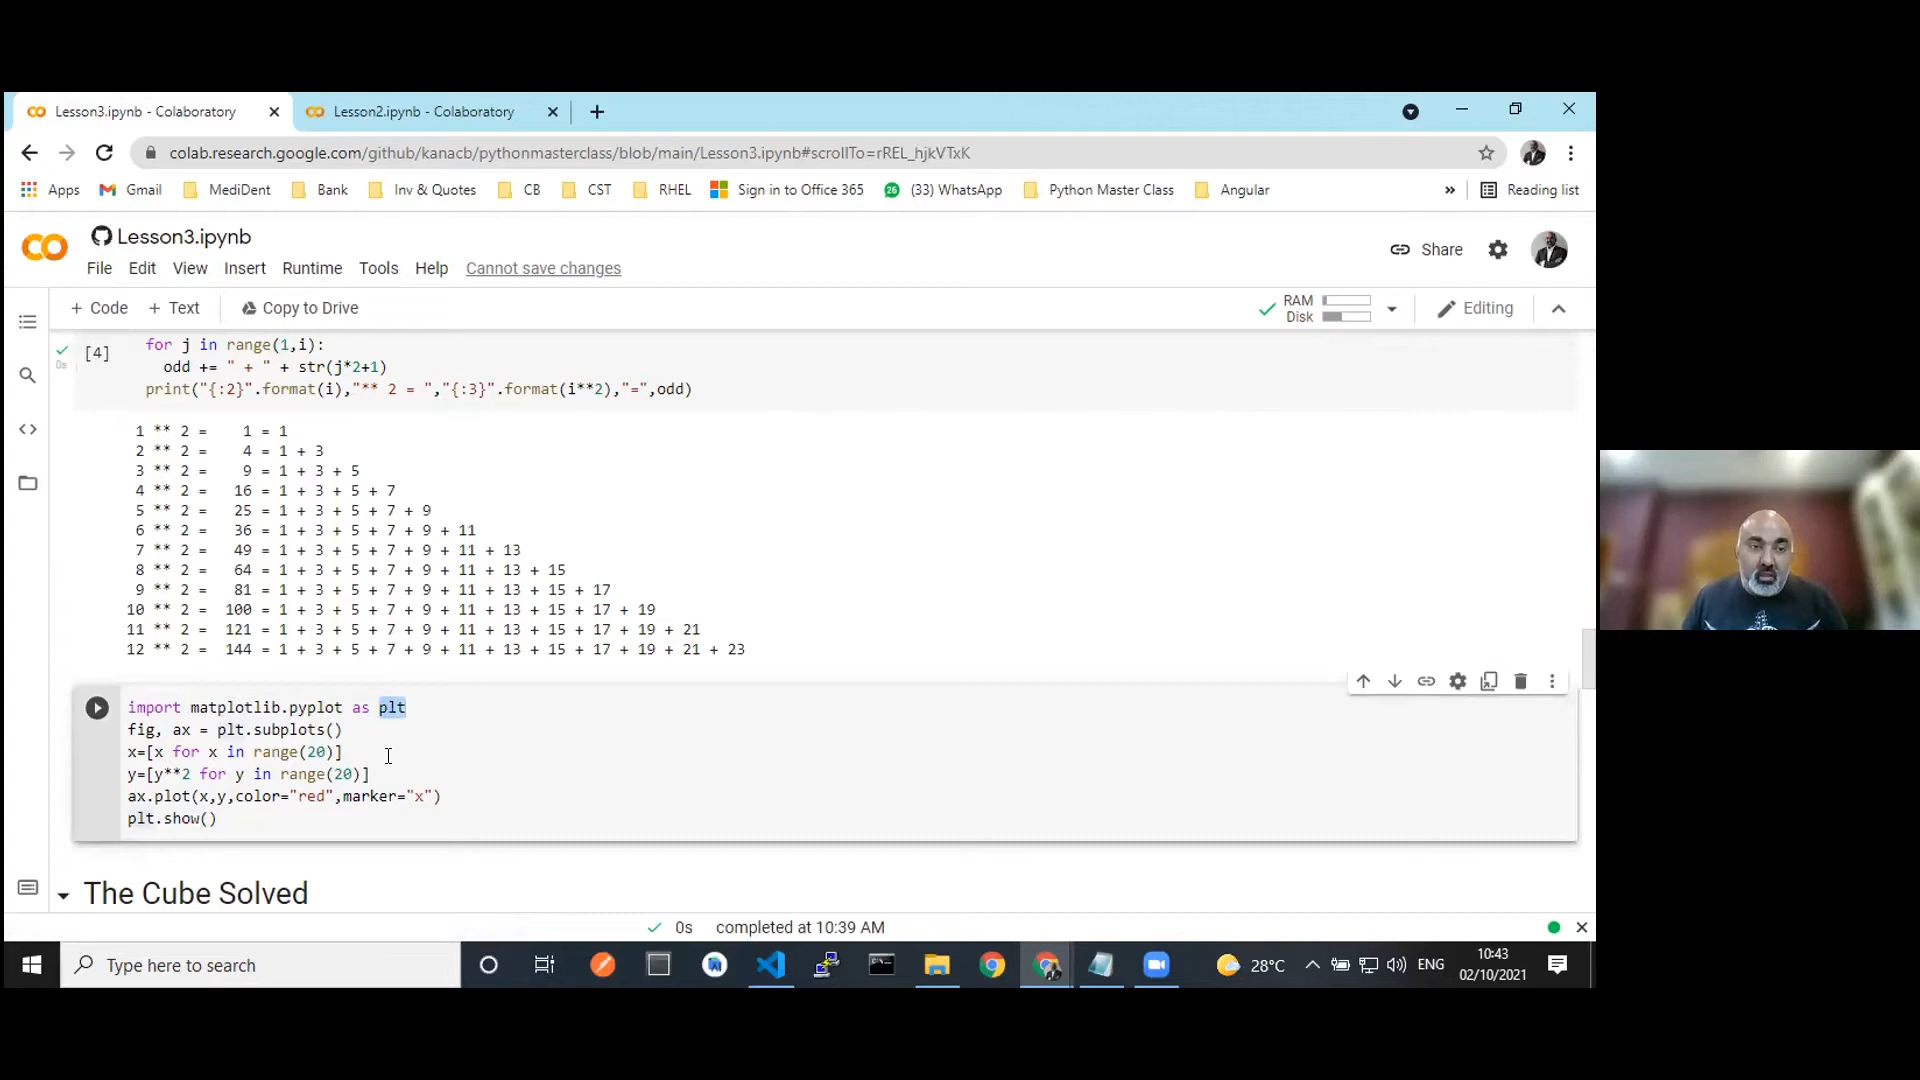 Lesson3.ipynb - Colaboratory
Lesson2.ipynb - Colaboratory
colab.research.google.com/github/kanacb/pythonmasterclass/blob/main/Lesson3.ipynb#scrollTo=rREL_hjkVTxK
Apps Gmail MediDent Bank Inv & Quotes CB CST RHEL Sign in to Office 365 26 (33) WhatsApp Python Master Class Angular » Reading list
CO Lesson3.ipynb
Share
File Edit View Insert Runtime Tools Help Cannot save changes
+ Code + Text Copy to Drive
RAM
Disk
Editing
[4]
0s
for j in range(1,i):
odd += " + " + str(j*2+1)
print("{:2}".format(i),"** 2 = ","{:3}".format(i**2),"=",odd)
1 ** 2 = 1 = 1
2 ** 2 = 4 = 1 + 3
3 ** 2 = 9 = 1 + 3 + 5
4 ** 2 = 16 = 1 + 3 + 5 + 7
5 ** 2 = 25 = 1 + 3 + 5 + 7 + 9
6 ** 2 = 36 = 1 + 3 + 5 + 7 + 9 + 11
7 ** 2 = 49 = 1 + 3 + 5 + 7 + 9 + 11 + 13
8 ** 2 = 64 = 1 + 3 + 5 + 7 + 9 + 11 + 13 + 15
9 ** 2 = 81 = 1 + 3 + 5 + 7 + 9 + 11 + 13 + 15 + 17
10 ** 2 = 100 = 1 + 3 + 5 + 7 + 9 + 11 + 13 + 15 + 17 + 19
11 ** 2 = 121 = 1 + 3 + 5 + 7 + 9 + 11 + 13 + 15 + 17 + 19 + 21
12 ** 2 = 144 = 1 + 3 + 5 + 7 + 9 + 11 + 13 + 15 + 17 + 19 + 21 + 23
import matplotlib.pyplot as plt
fig, ax = plt.subplots()
x=[x for x in range(20)]
y=[y**2 for y in range(20)]
ax.plot(x,y,color="red",marker="x")
plt.show()
The Cube Solved
0s completed at 10:39 AM
Type here to search
28°C
ENG
10:43
02/10/2021